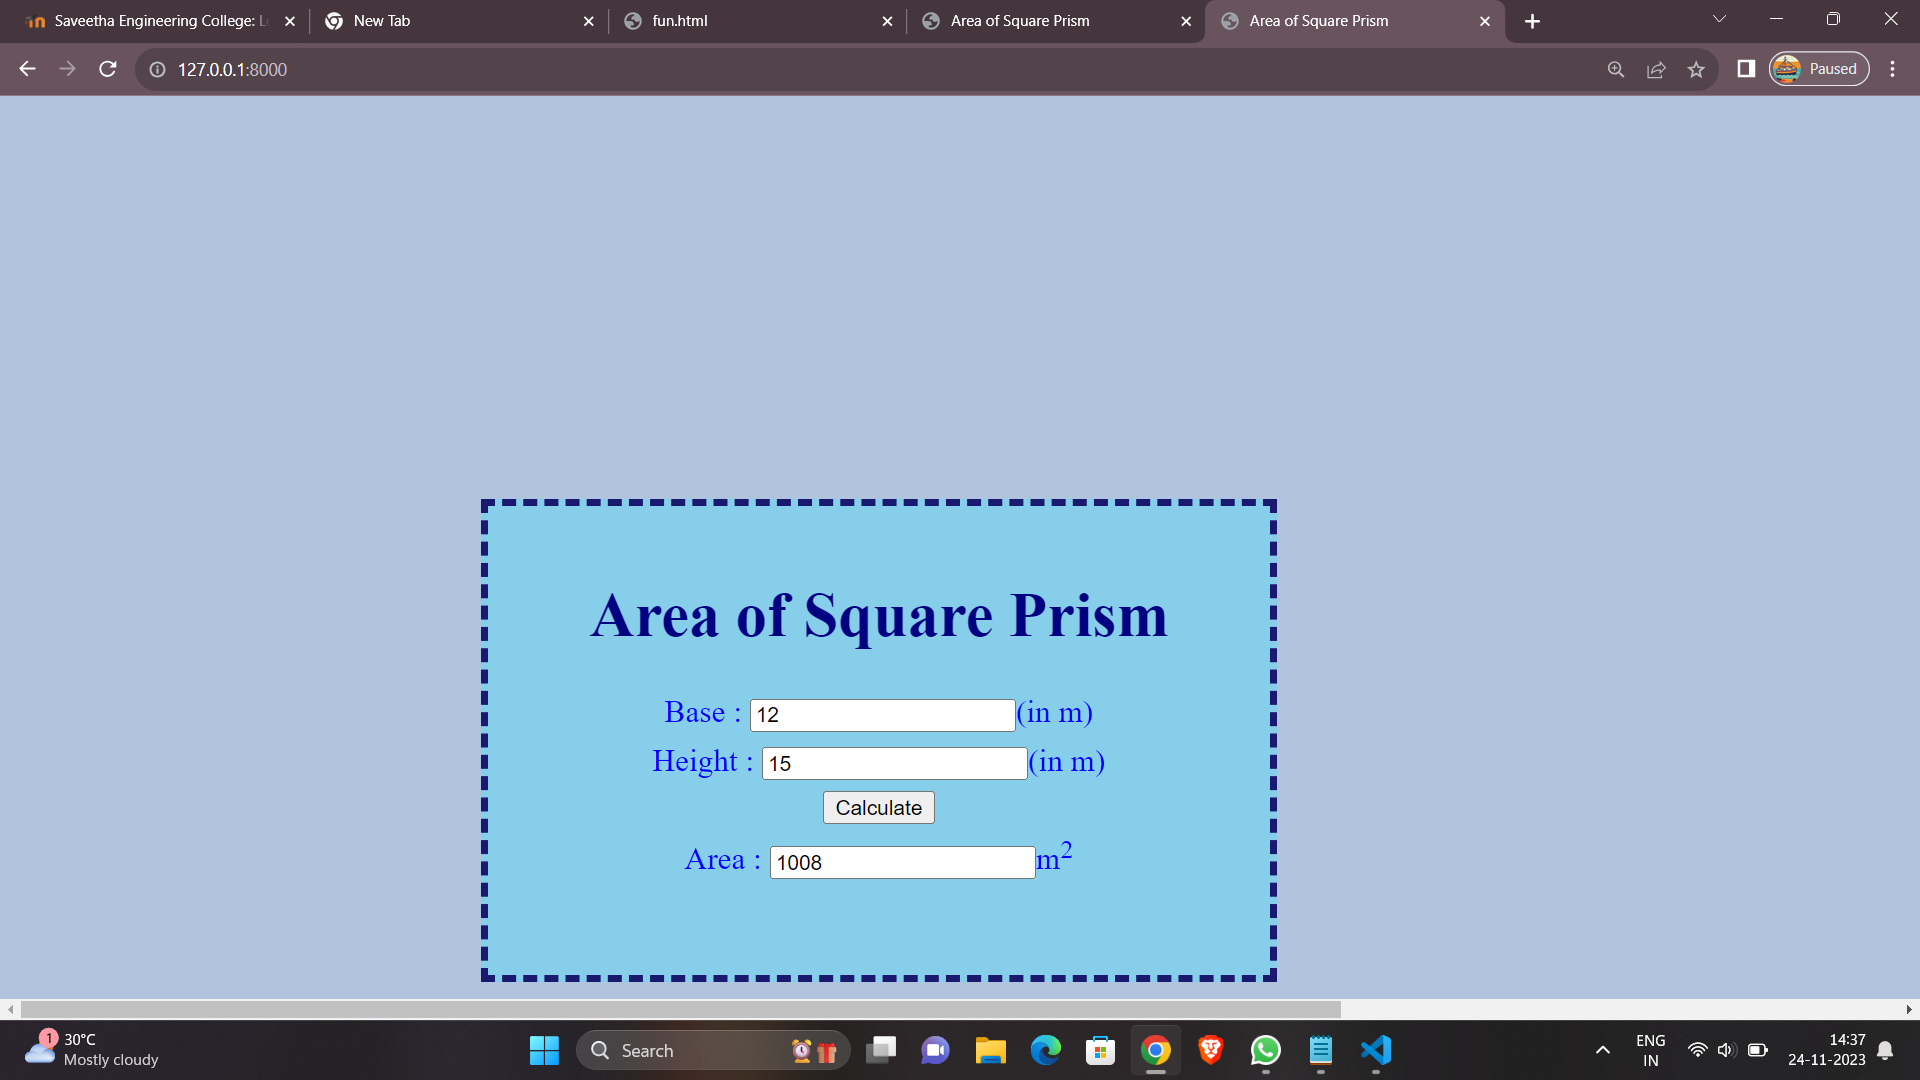 Saveetha Engineering College: L
New Tab
fun.html
Area of Square Prism
Area of Square Prism
127.0.0.1:8000
Paused
Area of Square Prism
Base : 12 (in m)
Height : 15 (in m)
Calculate
Area : 1008 m²
1
30°C
Mostly cloudy
Search
ENG
IN
14:37
24-11-2023